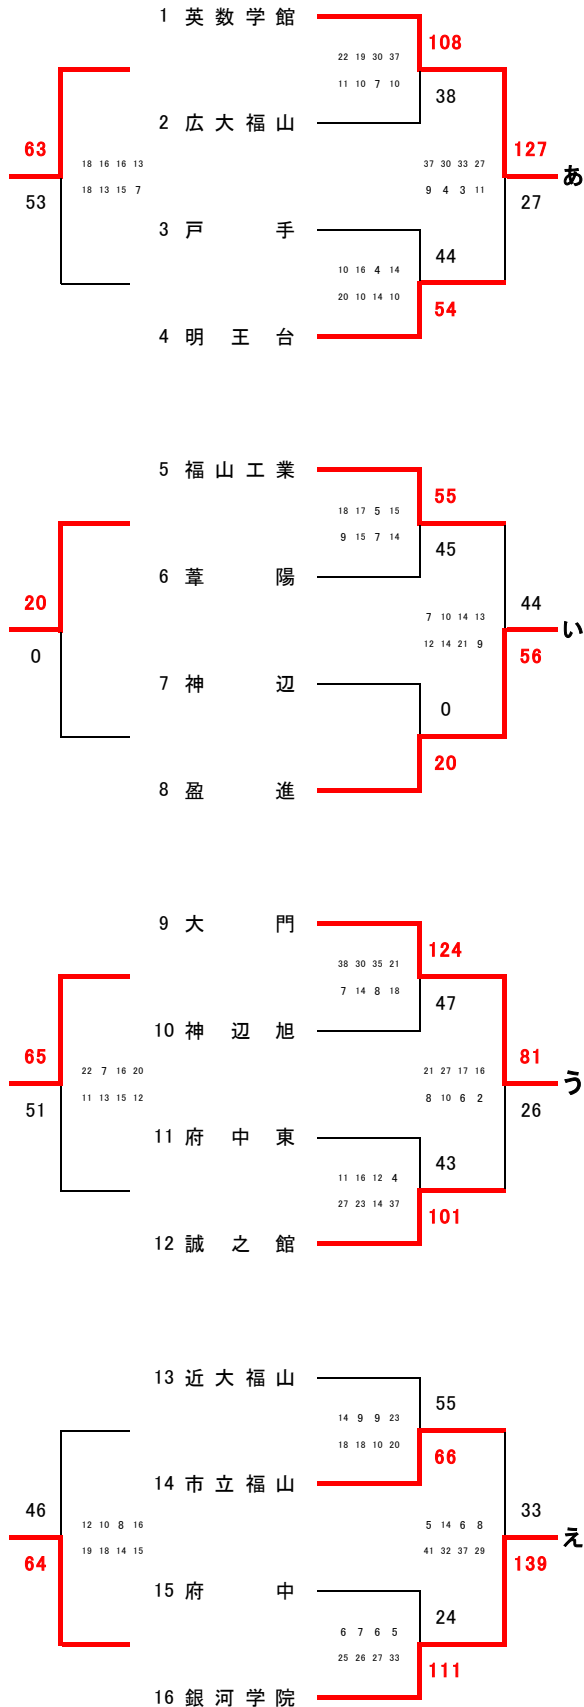 1 英数学館
108
22 19 30 37
11 10 7 10
38
2 広大福山
63
18 16 16 13
18 13 15 7
53
127
37 30 33 27
9 4 3 11
27
あ
3 戸手
44
10 16 4 14
20 10 14 10
54
4 明王台
5 福山工業
55
18 17 5 15
9 15 7 14
45
6 葦陽
20
0
44
7 10 14 13
12 14 21 9
56
い
7 神辺
0
20
8 盈進
9 大門
124
38 30 35 21
7 14 8 18
47
10 神辺旭
65
22 7 16 20
11 13 15 12
51
81
21 27 17 16
8 10 6 2
26
う
11 府中東
43
11 16 12 4
27 23 14 37
101
12 誠之館
13 近大福山
55
14 9 9 23
18 18 10 20
66
14 市立福山
46
12 10 8 16
19 18 14 15
64
33
5 14 6 8
41 32 37 29
139
え
15 府中
24
6 7 6 5
25 26 27 33
111
16 銀河学院